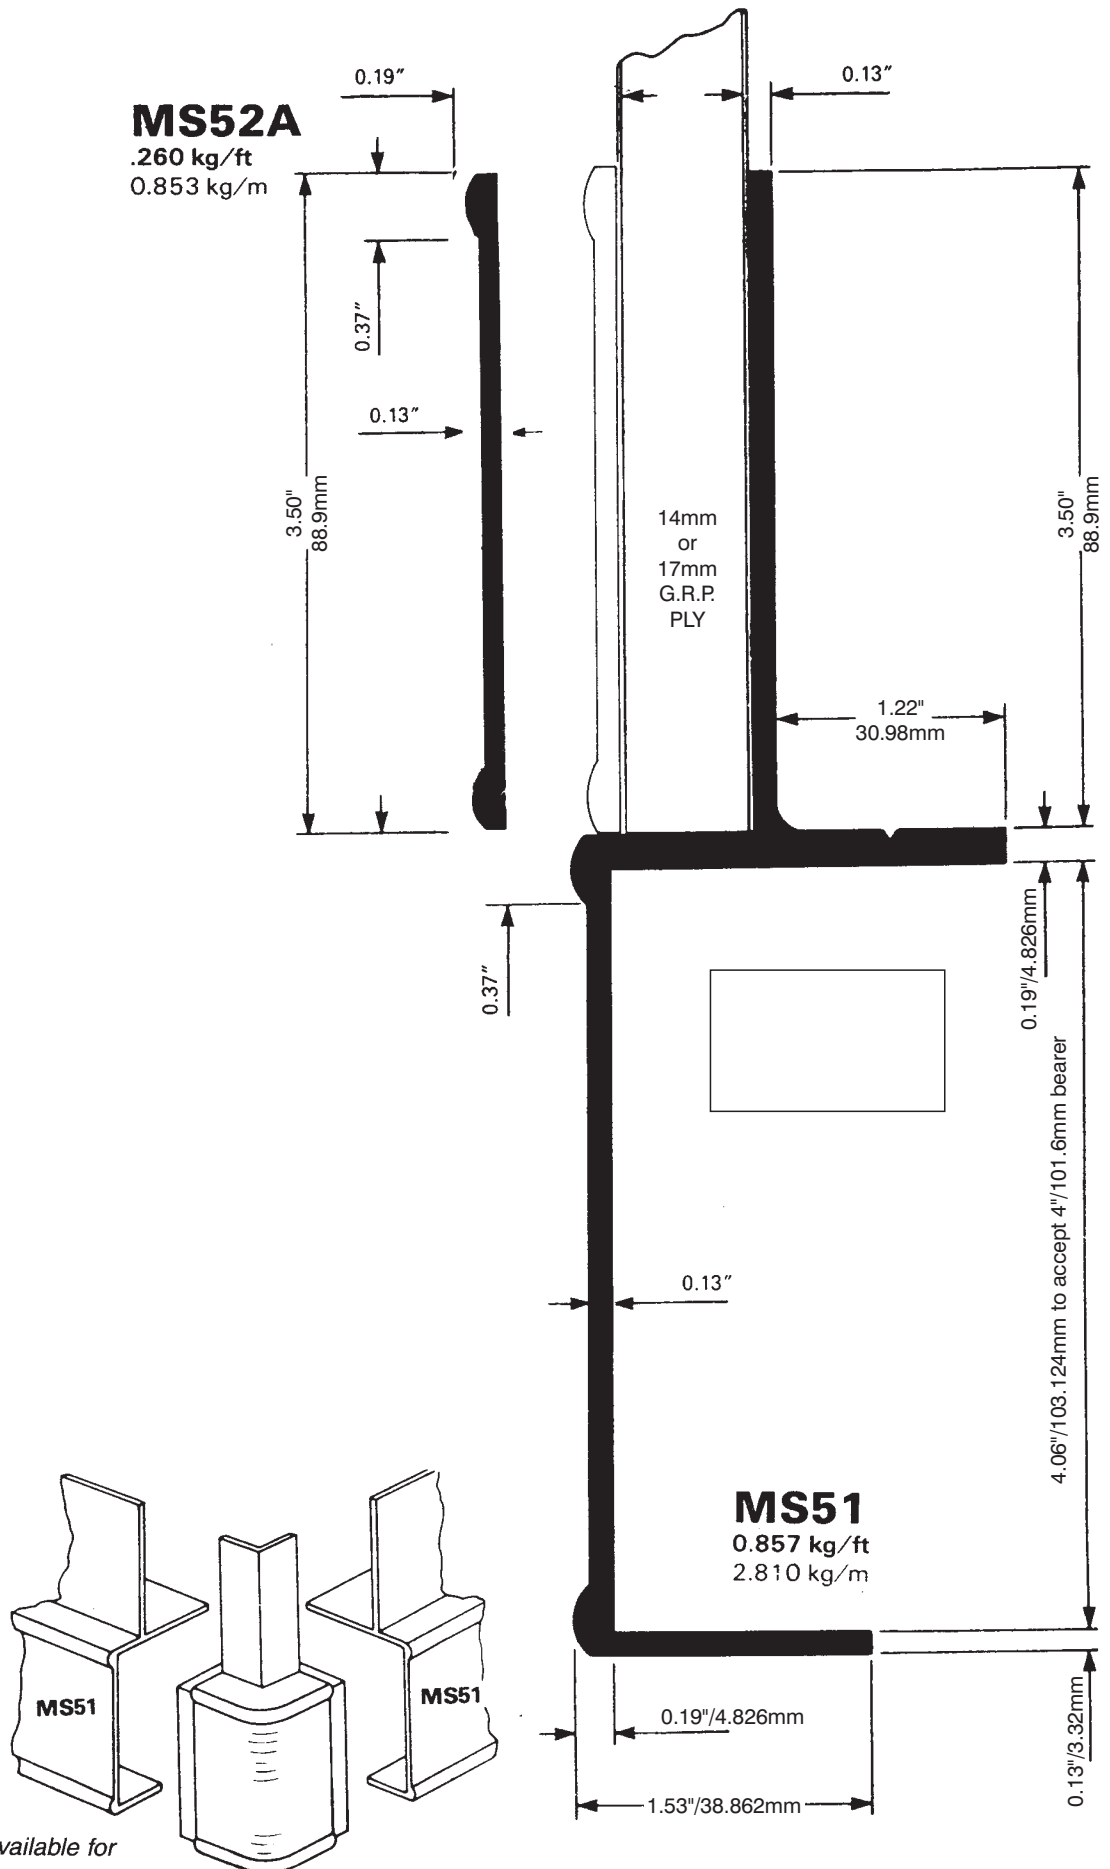 0.19"
0.13"
MS52A
.260 kg/ft
0.853 kg/m
0.37"
0.13"
3.50"
88.9mm
14mm
or
17mm
G.R.P.
PLY
3.50"
88.9mm
1.22"
30.98mm
0.37"
0.19"/4.826mm
4.06"/103.124mm to accept 4"/101.6mm bearer
0.13"
MS51
0.857 kg/ft
2.810 kg/m
MS51
MS51
0.19"/4.826mm
0.13"/3.32mm
1.53"/38.862mm
vailable for